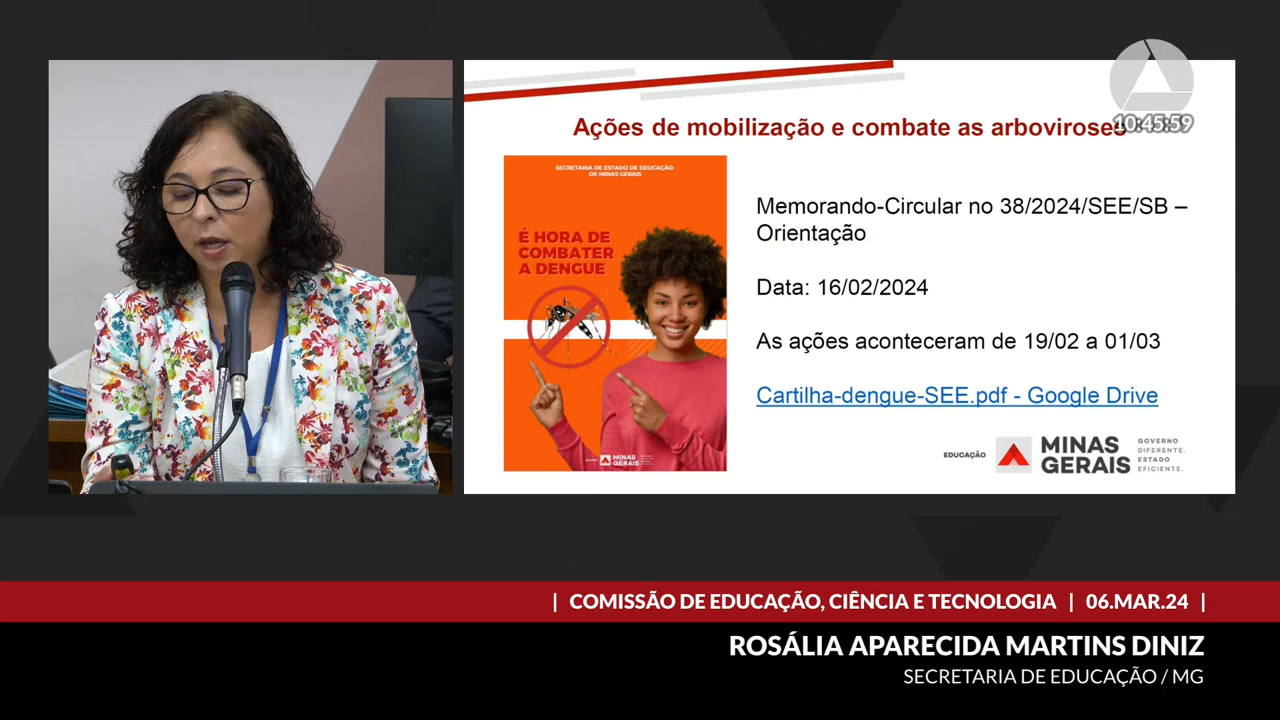 10:45:59
Ações de mobilização e combate as arboviroses
SECRETARIA DE ESTADO DE EDUCAÇÃO
DE MINAS GERAIS
É HORA DE
COMBATER
A DENGUE
MINAS
GERAIS
Memorando-Circular no 38/2024/SEE/SB –
Orientação
Data: 16/02/2024
As ações aconteceram de 19/02 a 01/03
Cartilha-dengue-SEE.pdf - Google Drive
EDUCAÇÃO
MINAS
GERAIS
GOVERNO
DIFERENTE.
ESTADO
EFICIENTE.
| COMISSÃO DE EDUCAÇÃO, CIÊNCIA E TECNOLOGIA | 06.MAR.24 |
ROSÁLIA APARECIDA MARTINS DINIZ
SECRETARIA DE EDUCAÇÃO / MG